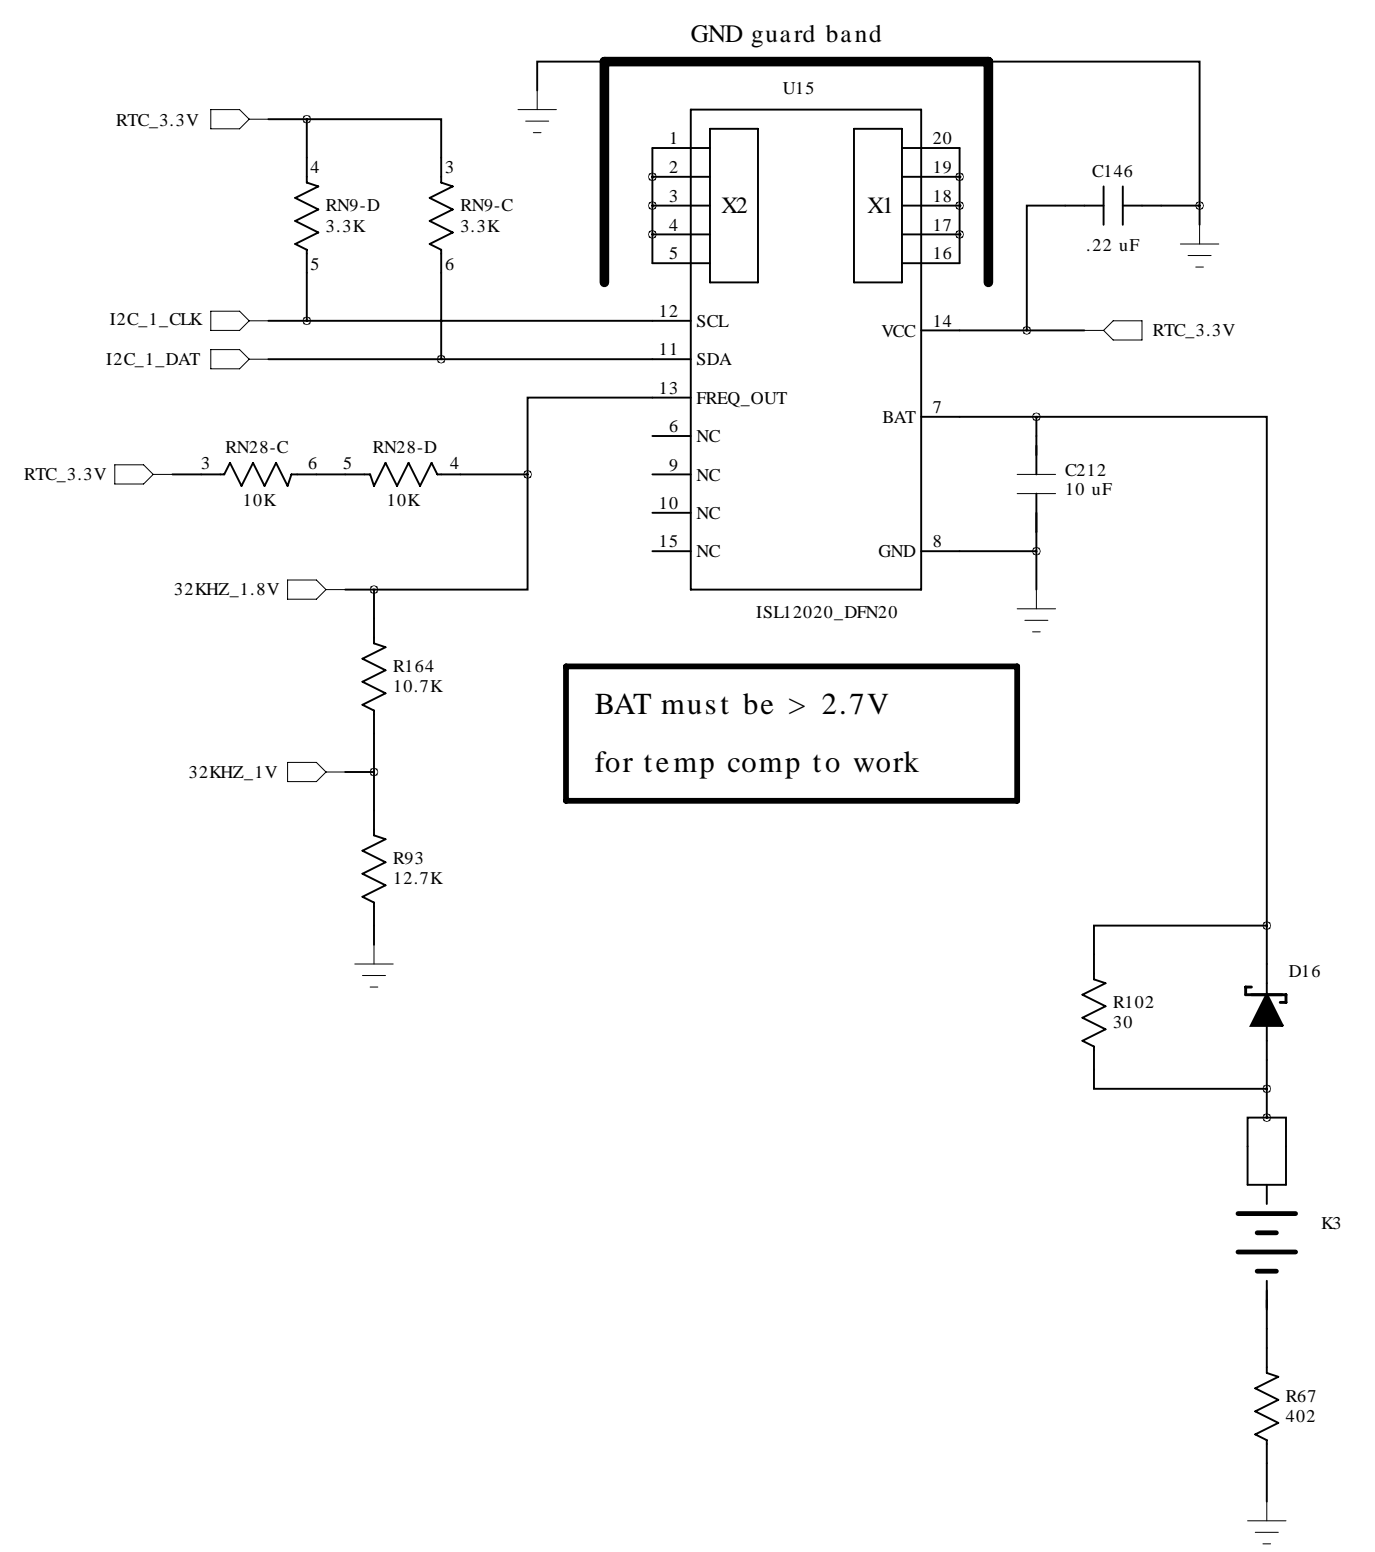 GND guard band
U15
RTC_3.3V
4
3
1
20
2
19
3
18
4
17
5
16
X2
X1
RN9-D
3.3K
RN9-C
3.3K
5
6
C146
.22 uF
I2C_1_CLK
12
SCL
VCC
14
RTC_3.3V
I2C_1_DAT
11
SDA
13
FREQ_OUT
BAT
7
6
NC
RN28-C
RN28-D
RTC_3.3V
3
6
5
4
10K
10K
9
NC
C212
10 uF
10
NC
15
NC
GND
8
32KHZ_1.8V
ISL12020_DFN20
R164
10.7K
BAT must be > 2.7V
for temp comp to work
32KHZ_1V
R93
12.7K
D16
R102
30
K3
R67
402